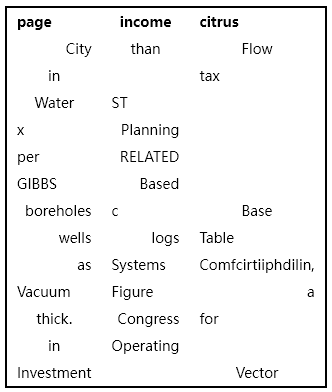 page income citrus
City than Flow
in tax
Water ST
x Planning
per RELATED
GIBBS Based
boreholes c Base
wells logs Table
as Systems Comfcirtiiphdilin,
Vacuum Figure a
thick. Congress for
in Operating
Investment Vector